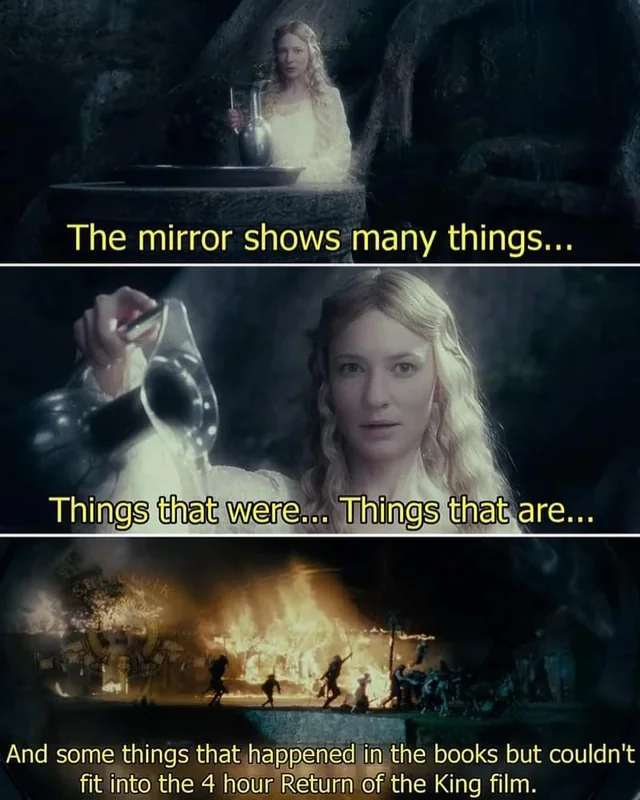 The mirror shows many things...
Things that were... Things that are...
And some things that happened in the books but couldn't
fit into the 4 hour Return of the King film.